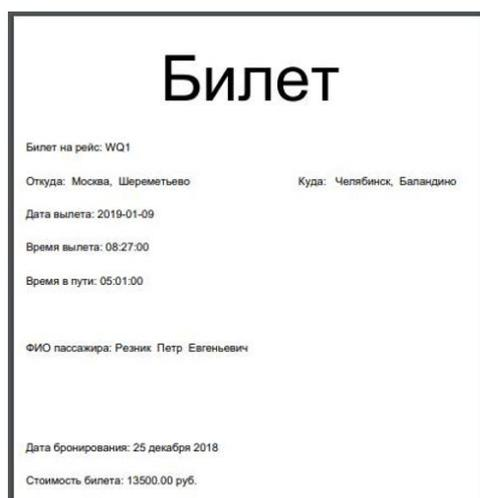 Билет
Билет на рейс: WQ1
Откуда: Москва, Шереметьево Куда: Челябинск, Баландино
Дата вылета: 2019-01-09
Время вылета: 08:27:00
Время в пути: 05:01:00
ФИО пассажира: Резник Петр Евгеньевич
Дата бронирования: 25 декабря 2018
Стоимость билета: 13500.00 руб.